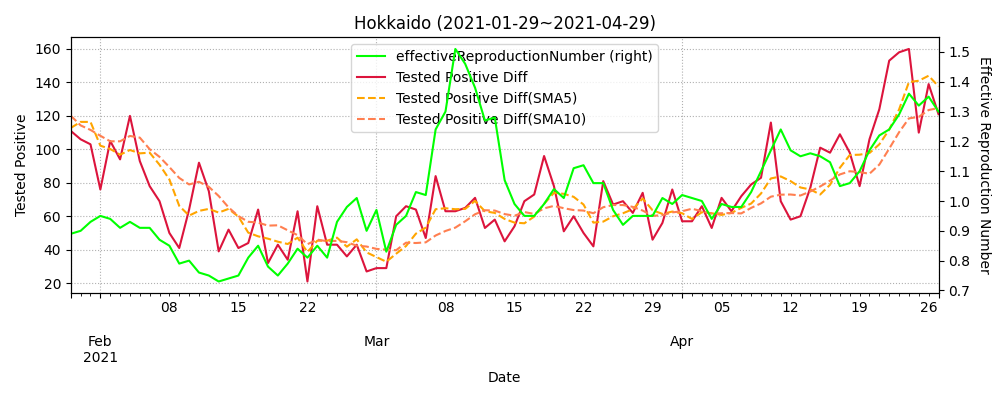 Hokkaido (2021-01-29~2021-04-29)
effectiveReproductionNumber (right)
Tested Positive Diff
Tested Positive Diff(SMA5)
Tested Positive Diff(SMA10)
Tested Positive
160
140
120
100
80
60
40
20
1.5
1.4
1.3
1.2
1.1
1.0
0.9
0.8
0.7
Effective Reproduction Number
08 15 22 08 15 22 29 05 12 19 26
Feb Mar Apr
2021
Date